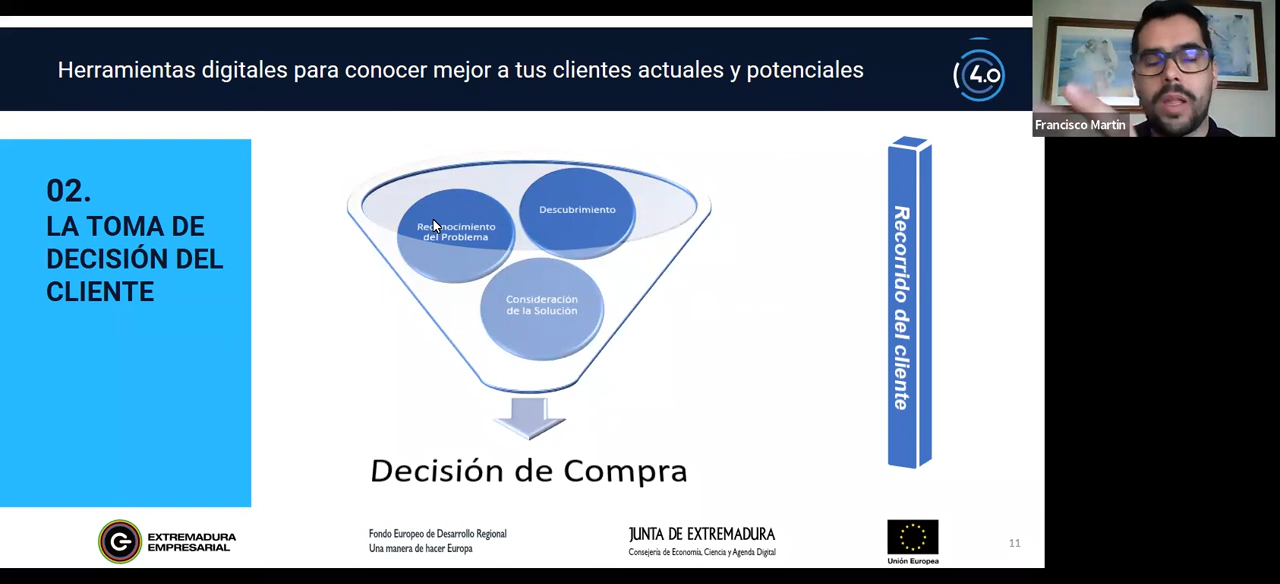 Herramientas digitales para conocer mejor a tus clientes actuales y potenciales
4.0
Francisco Martin
02.
LA TOMA DE
DECISIÓN DEL
CLIENTE
Descubrimiento
Reconocimiento
del Problema
Consideración
de la Solución
Recorrido del cliente
Decisión de Compra
EXTREMADURA
EMPRESARIAL
Fondo Europeo de Desarrollo Regional
Una manera de hacer Europa
JUNTA DE EXTREMADURA
Consejería de Economía, Ciencia y Agenda Digital
Unión Europea
11